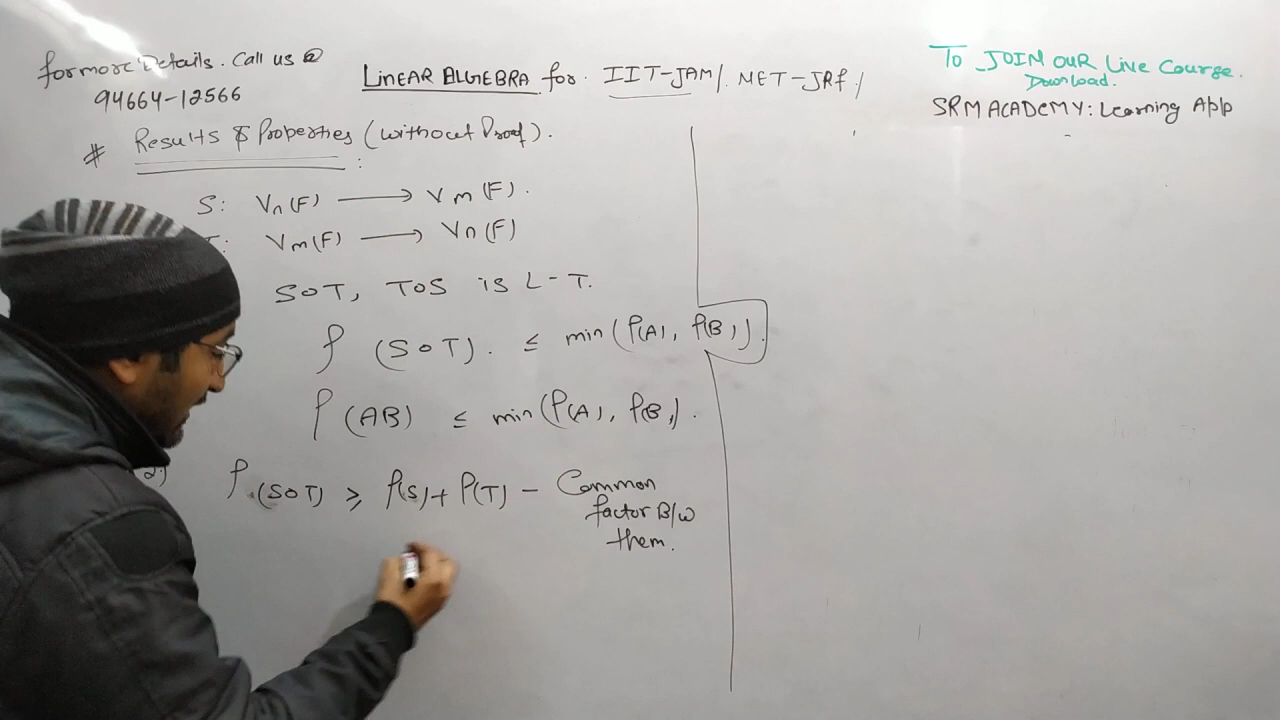 For more Details. Call us @
94664-12566
LINEAR ALGEBRA for IIT-JAM/ NET-JRF/
To JOIN OUR Live Course.
Download.
SRM ACADEMY: Learning App
# Results & Properties (without Proof).
S: Vn(F) ⟶ Vm(F).
T: Vm(F) ⟶ Vn(F)
SOT, TOS is L-T.
ρ (S∘T). ≤ min(ρ(A), ρ(B)).
ρ (AB) ≤ min(ρ(A), ρ(B)).
2) ρ (SOT) ≥ ρ(S) + ρ(T) - Common
factor B/w
them.